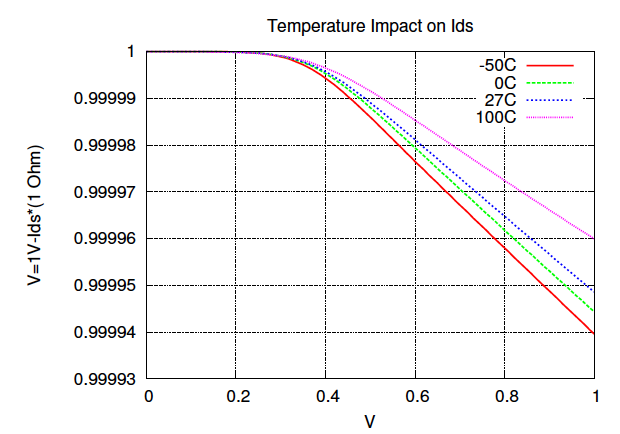 Temperature Impact on Ids
-50C
0C
27C
100C
1
0.99999
0.99998
0.99997
0.99996
0.99995
0.99994
0.99993
0 0.2 0.4 0.6 0.8 1
V
V=1V-Ids*(1 Ohm)